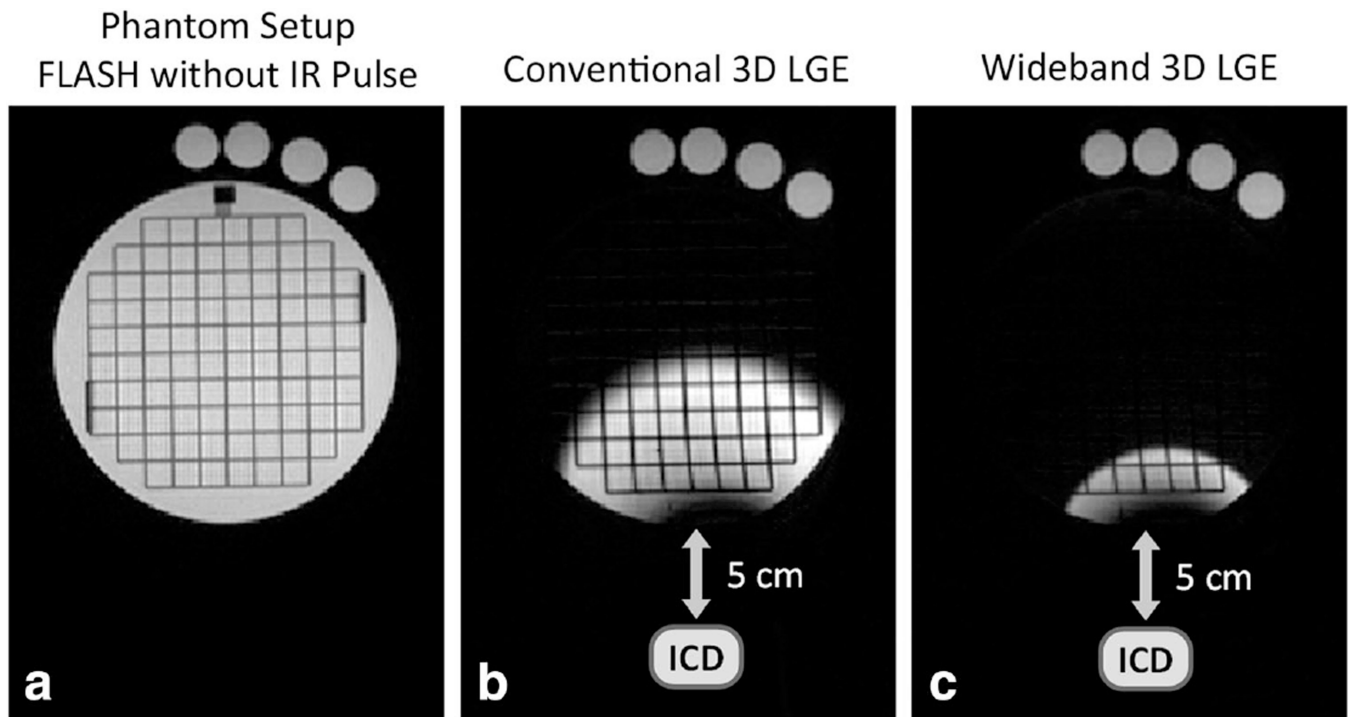 Phantom Setup
FLASH without IR Pulse
Conventional 3D LGE
Wideband 3D LGE
5 cm
5 cm
ICD
ICD
a
b
c